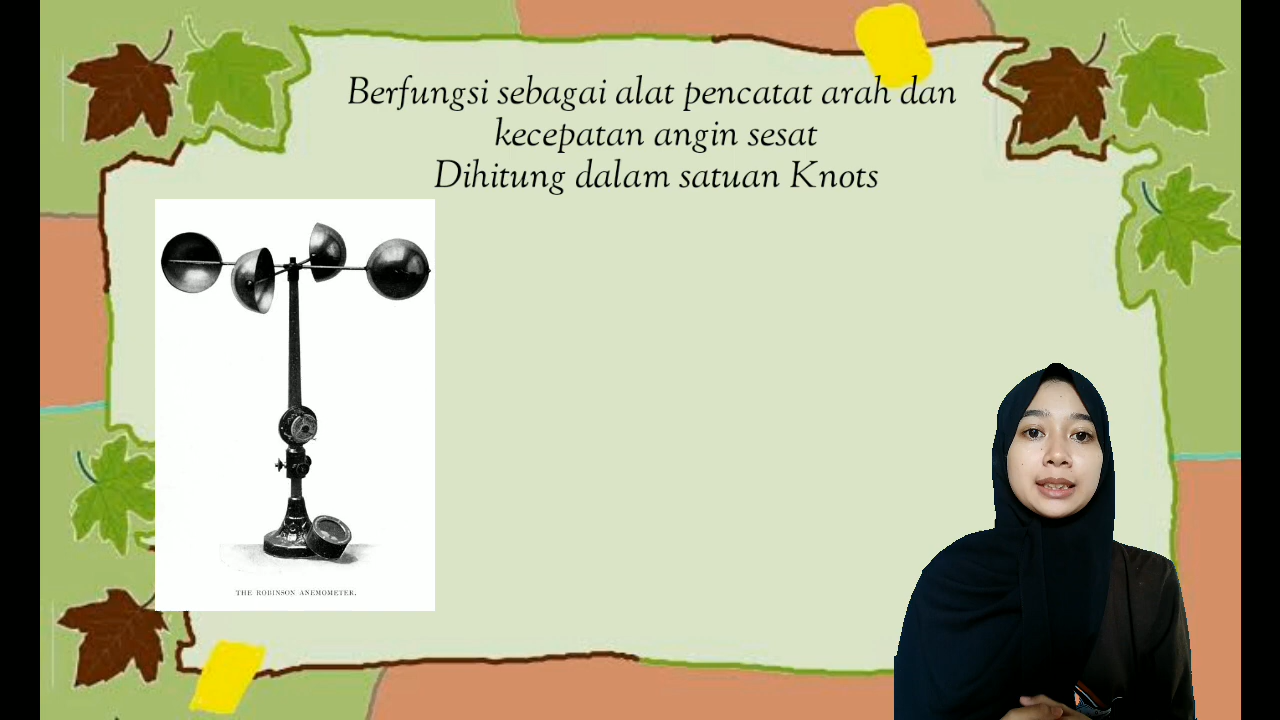 Berfungsi sebagai alat pencatat arah dan
kecepatan angin sesat
Dihitung dalam satuan Knots
THE ROBINSON ANEMOMETER.